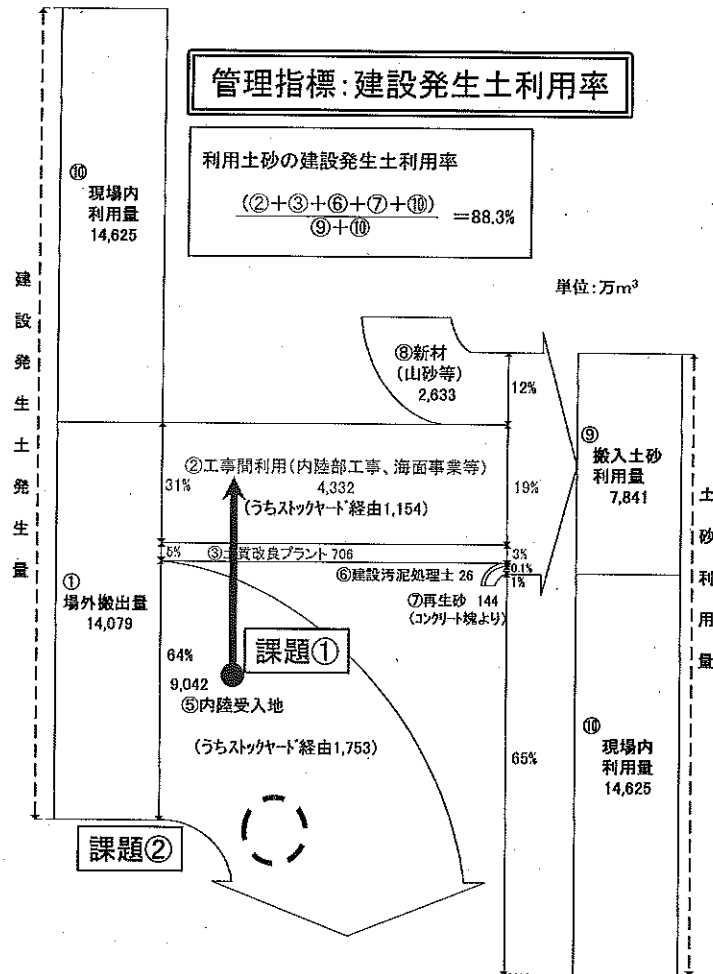 管理指標:建設発生土利用率
利用土砂の建設発生土利用率
(②+③+⑥+⑦+⑩)
⑨+⑩
=88.3%
単位:万m³
建設発生土発生量
⑩
現場内
利用量
14,625
①
場外搬出量
14,079
⑧新材
(山砂等)
2,633
12%
②工事間利用(内陸部工事、海面事業等)
31%
4,332
19%
(うちストックヤード経由1,154)
5%
③土質改良プラント 706
3%
⑥建設汚泥処理土 26
0.1%
1%
⑦再生砂 144
(コンクリート塊より)
64%
9,042
課題①
⑤内陸受入地
(うちストックヤード経由1,753)
65%
課題②
⑨
搬入土砂
利用量
7,841
⑩
現場内
利用量
14,625
土砂利用量